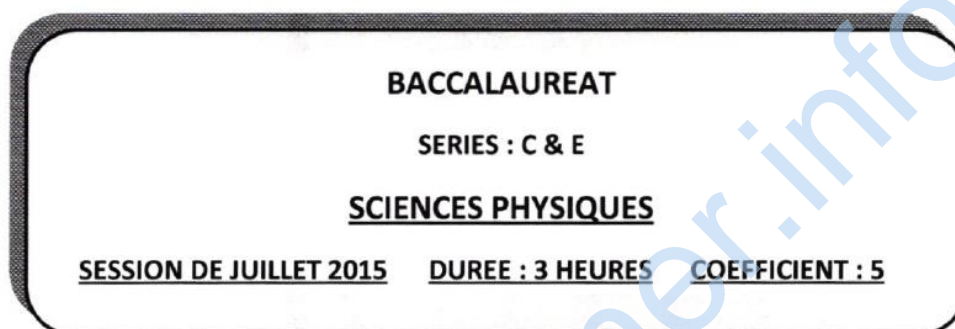 BACCALAUREAT
SERIES : C & E
SCIENCES PHYSIQUES
SESSION DE JUILLET 2015 DUREE : 3 HEURES COEFFICIENT : 5